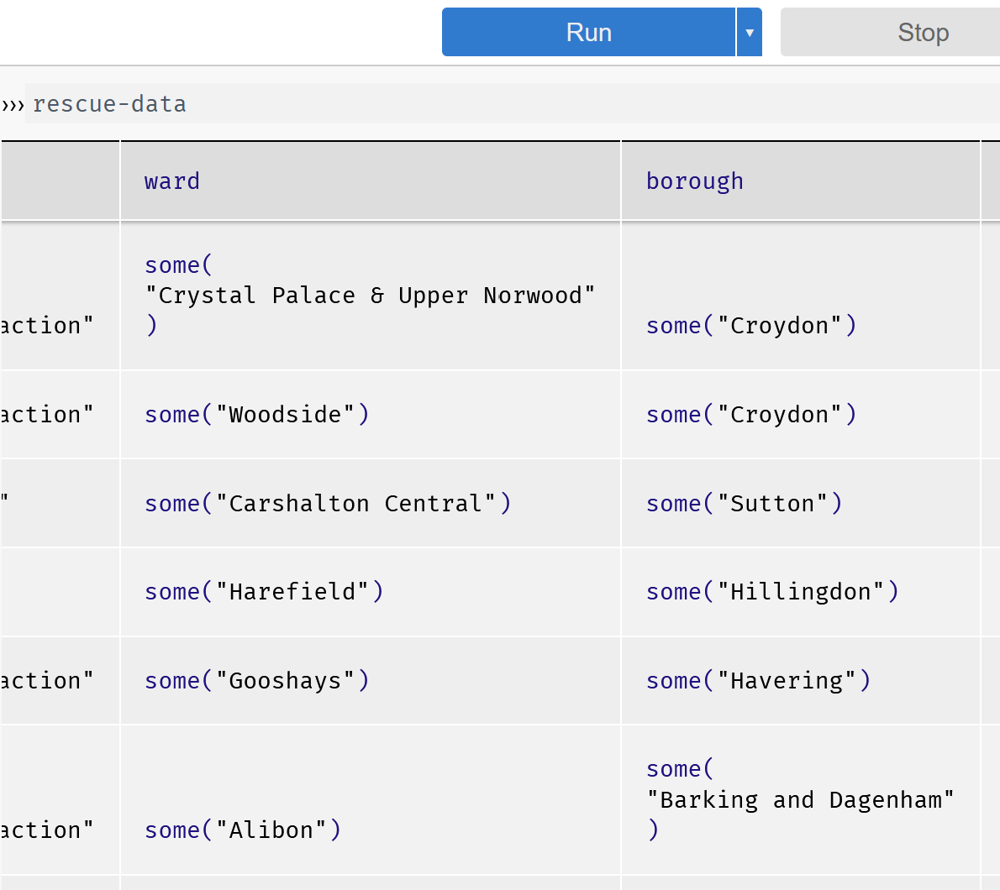 Run ▼ Stop
››› rescue-data
ward borough
some(
"Crystal Palace & Upper Norwood"
action" ) some("Croydon")
action" some("Woodside") some("Croydon")
" some("Carshalton Central") some("Sutton")
some("Harefield") some("Hillingdon")
action" some("Gooshays") some("Havering")
some(
"Barking and Dagenham"
action" some("Alibon") )